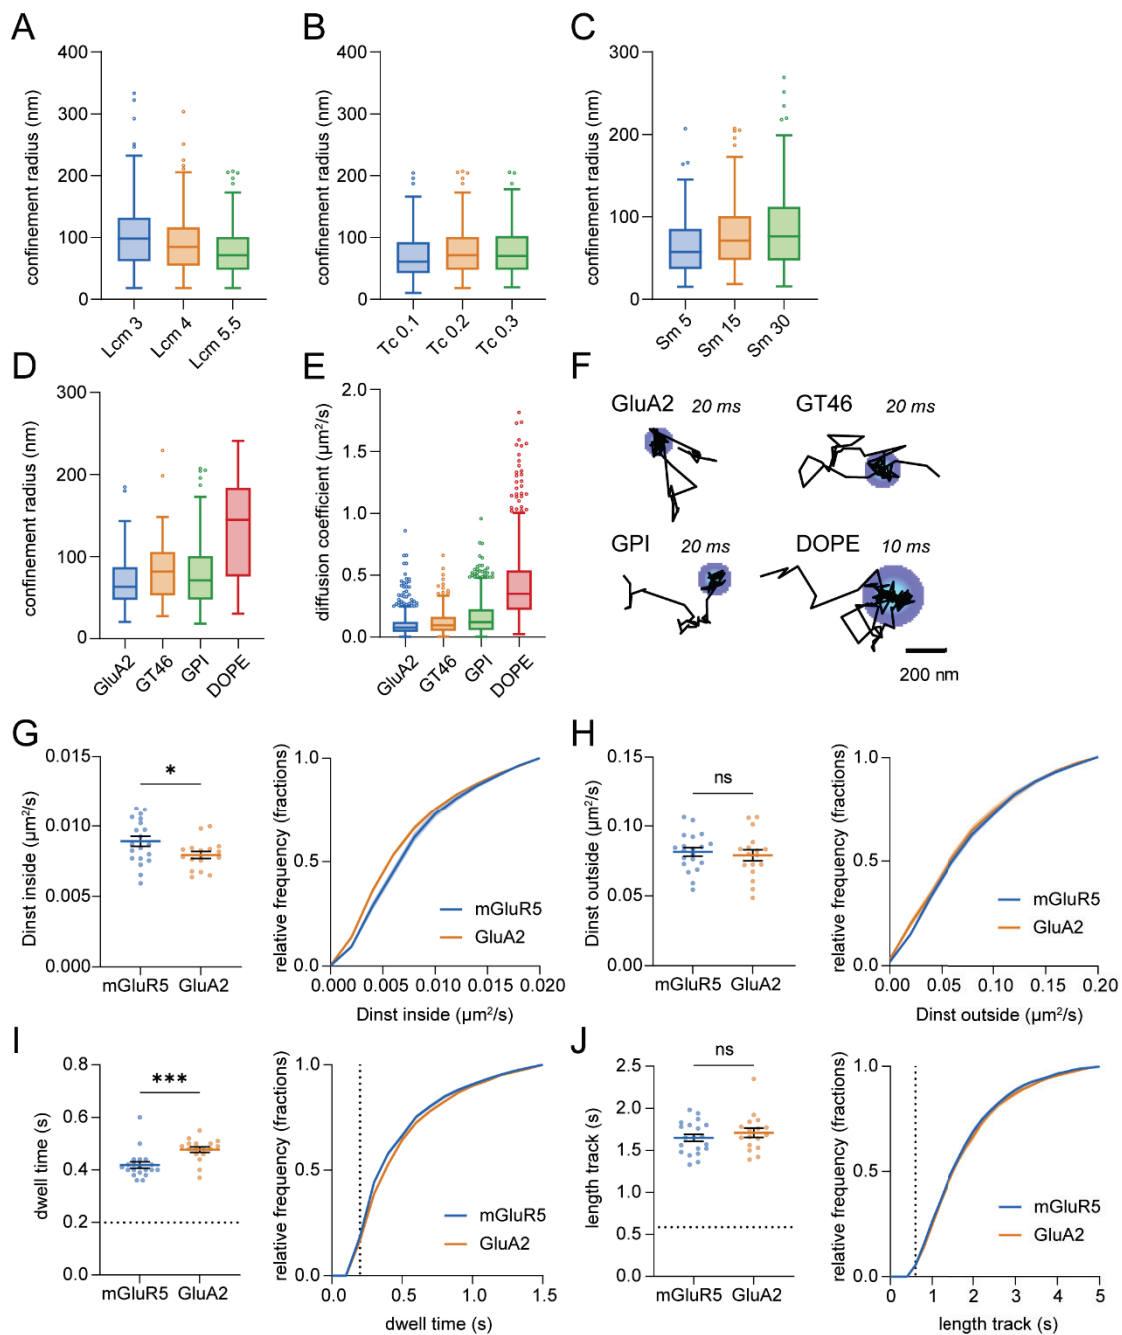 A
confinement radius (nm)
400
300
200
100
0
Lcm 3
Lcm 4
Lcm 5.5
B
confinement radius (nm)
400
300
200
100
0
Tc 0.1
Tc 0.2
Tc 0.3
C
confinement radius (nm)
300
200
100
0
Sm 5
Sm 15
Sm 30
D
confinement radius (nm)
300
200
100
0
GluA2
GT46
GPI
DOPE
E
diffusion coefficient (µm²/s)
2.0
1.5
1.0
0.5
0.0
GluA2
GT46
GPI
DOPE
F
GluA2 20 ms
GT46 20 ms
GPI 20 ms
DOPE 10 ms
200 nm
G
Dinst inside (µm²/s)
0.015
0.010
0.005
0.000
*
mGluR5 GluA2
relative frequency (fractions)
1.0
0.5
0.0
mGluR5
GluA2
0.000 0.005 0.010 0.015 0.020
Dinst inside (µm²/s)
H
Dinst outside (µm²/s)
0.15
0.10
0.05
0.00
ns
mGluR5 GluA2
relative frequency (fractions)
1.0
0.5
0.0
mGluR5
GluA2
0.00 0.05 0.10 0.15 0.20
Dinst outside (µm²/s)
I
dwell time (s)
0.8
0.6
0.4
0.2
0.0
***
mGluR5 GluA2
relative frequency (fractions)
1.0
0.5
0.0
mGluR5
GluA2
0.0 0.5 1.0 1.5
dwell time (s)
J
length track (s)
2.5
2.0
1.5
1.0
0.5
0.0
ns
mGluR5 GluA2
relative frequency (fractions)
1.0
0.5
0.0
mGluR5
GluA2
0 1 2 3 4 5
length track (s)